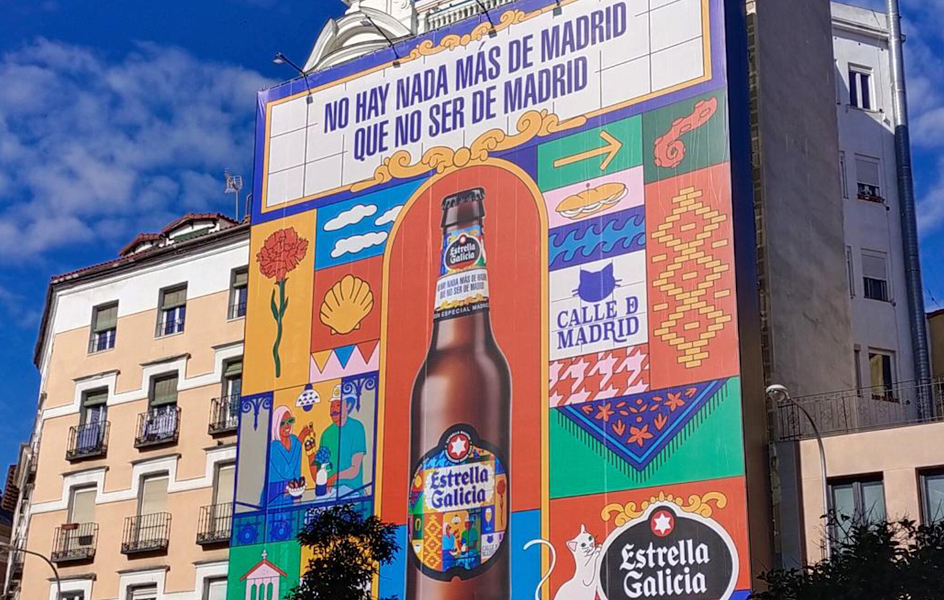 NO HAY NADA MÁS DE MADRID
QUE NO SER DE MADRID
Estrella
Galicia
NO HAY NADA MÁS DE MADRID
QUE NO SER DE MADRID
ESPECIAL MADRID
CALLE D
MADRID
Estrella
Galicia
Estrella
Galicia